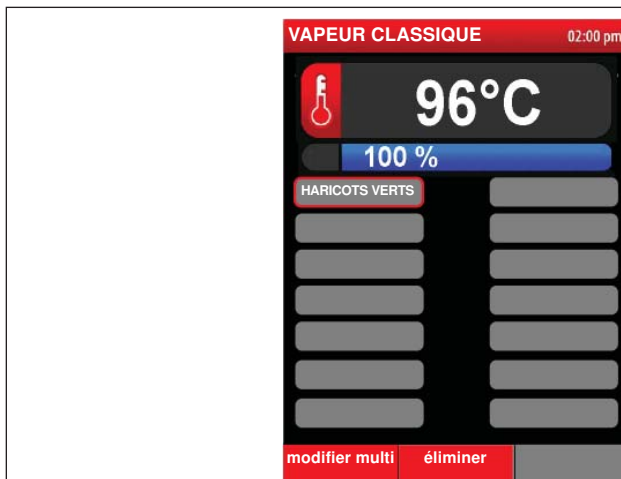 VAPEUR CLASSIQUE 02:00 pm
96°C
100 %
HARICOTS VERTS
modifier multi éliminer